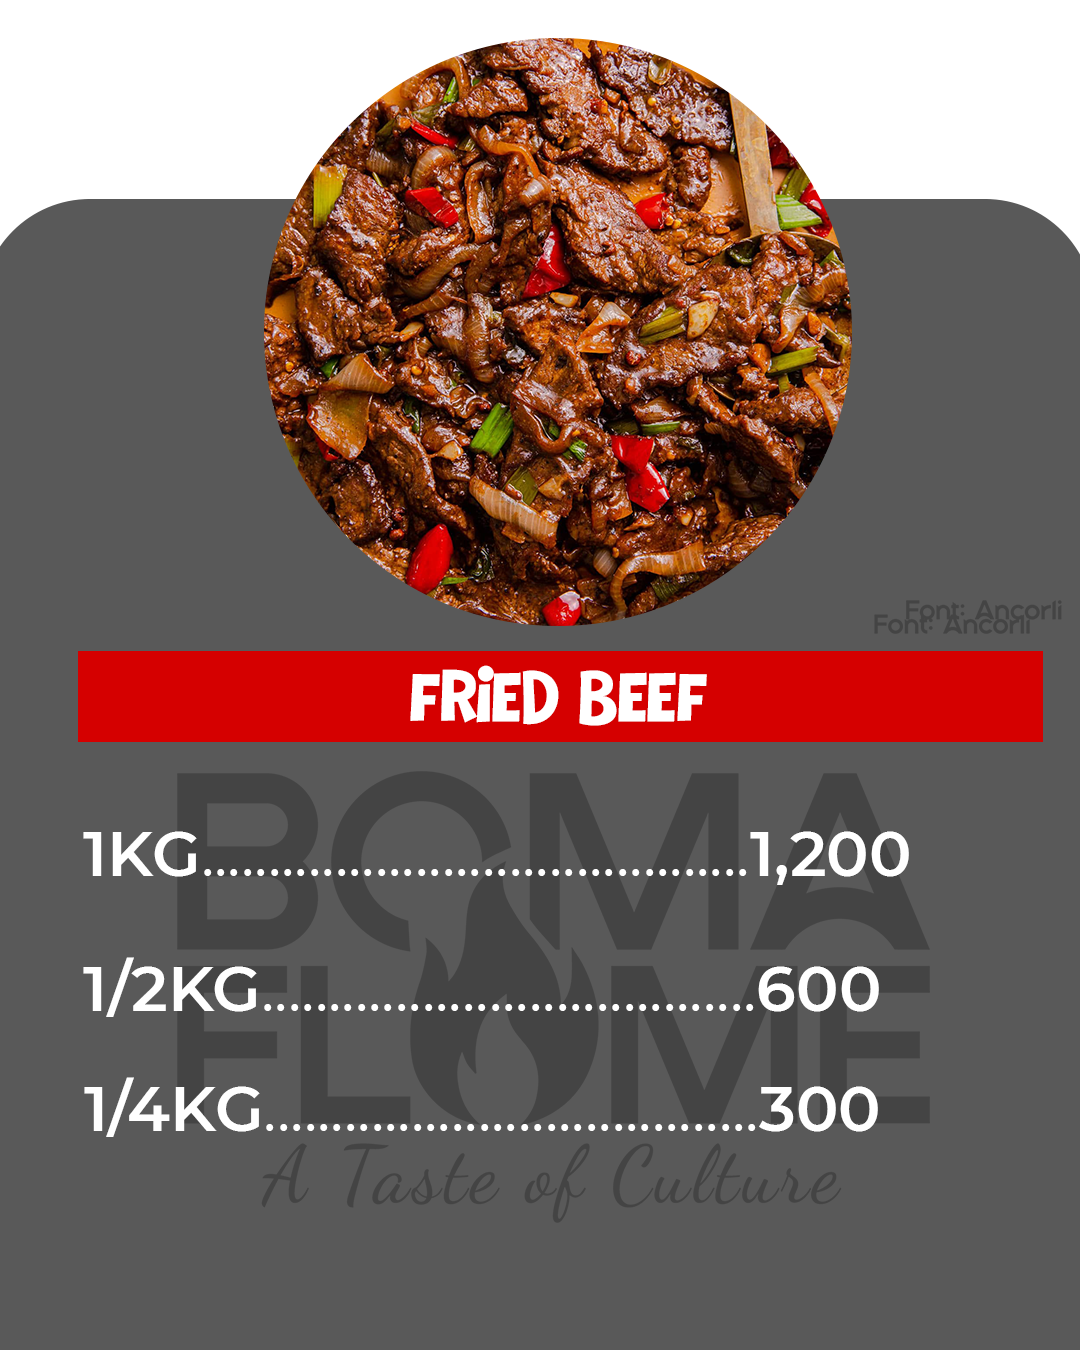 Font: Ancorli
Font: Ancorli
FRiED BEEF
BOMA
1KG..........................................1,200
1/2KG.....................................600
FLAME
1/4KG.....................................300
A Taste of Culture